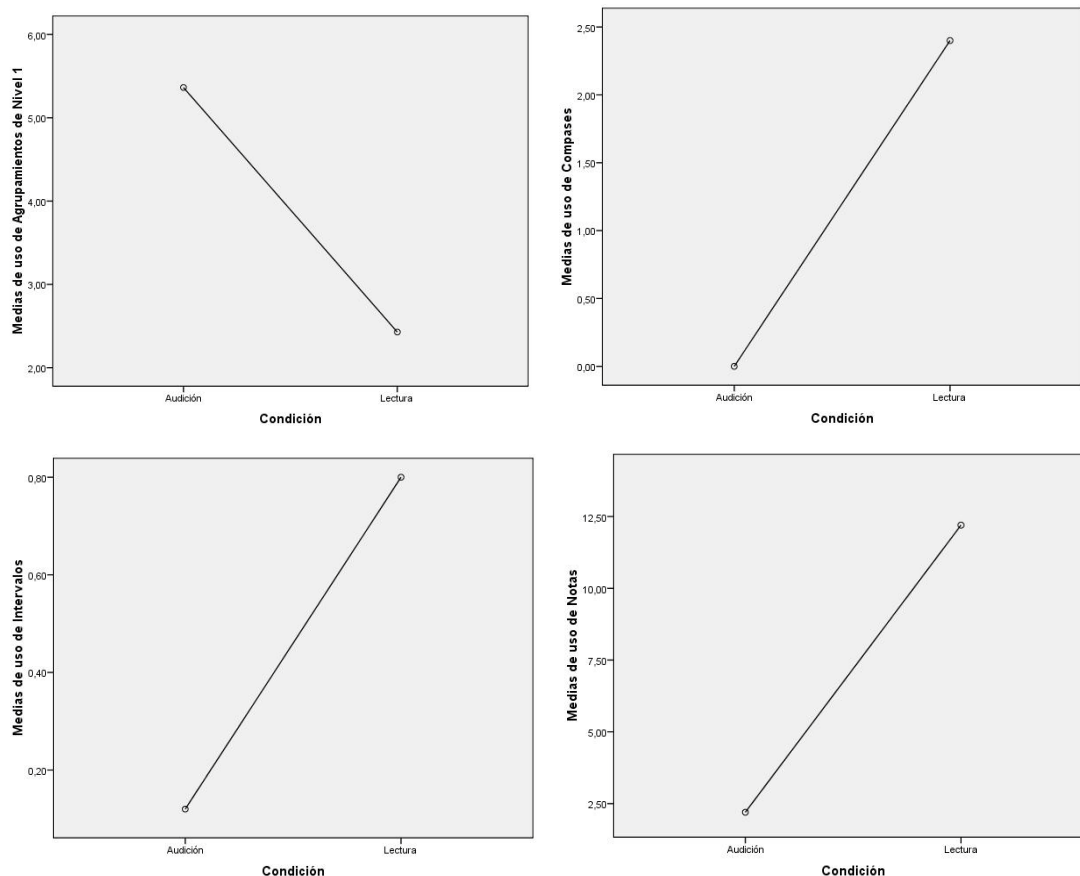 Medias de uso de Agrupamientos de Nivel 1
6,00
5,00
4,00
3,00
2,00
Audición
Lectura
Condición
Medias de uso de Compases
2,50
2,00
1,50
1,00
0,50
0,00
Audición
Lectura
Condición
Medias de uso de Intervalos
0,80
0,60
0,40
0,20
Audición
Lectura
Condición
Medias de uso de Notas
12,50
10,00
7,50
5,00
2,50
Audición
Lectura
Condición